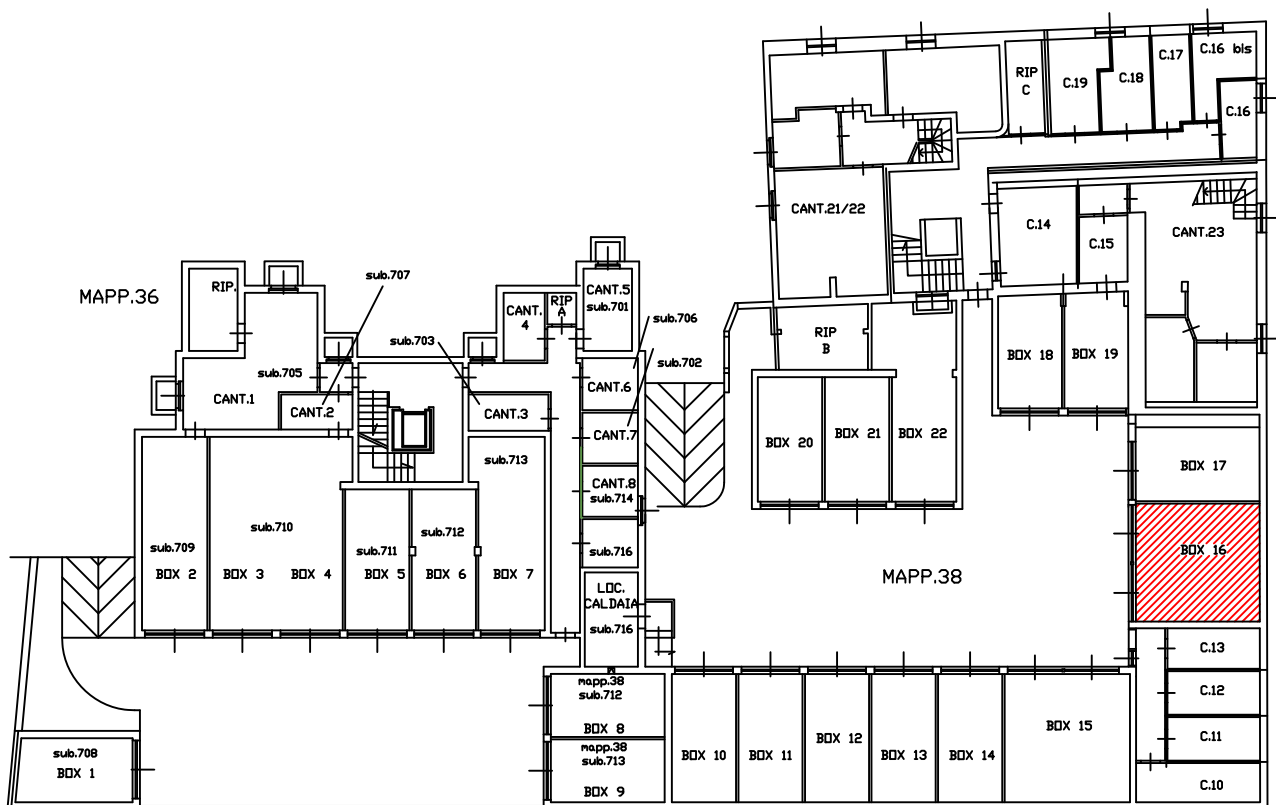 C.17
C.16 bis
RIP
C
C.19
C.18
C.16
CANT.21/22
C.14
C.15
CANT.23
MAPP.36
RIP.
sub.707
CANT.5
sub.701
CANT.
4
RIP
A
sub.706
sub.703
sub.702
RIP
B
BOX 18
BOX 19
sub.705
CANT.1
CANT.2
CANT.3
CANT.6
CANT.7
sub.713
CANT.8
sub.714
BOX 20
BOX 21
BOX 22
BOX 17
sub.710
sub.712
sub.709
sub.711
sub.716
BOX 16
BOX 2
BOX 3
BOX 4
BOX 5
BOX 6
BOX 7
MAPP.38
LOC.
CALDAIA
sub.716
C.13
C.12
C.11
C.10
mapp.38
sub.712
BOX 8
mapp.38
sub.713
BOX 9
BOX 10
BOX 11
BOX 12
BOX 13
BOX 14
BOX 15
sub.708
BOX 1